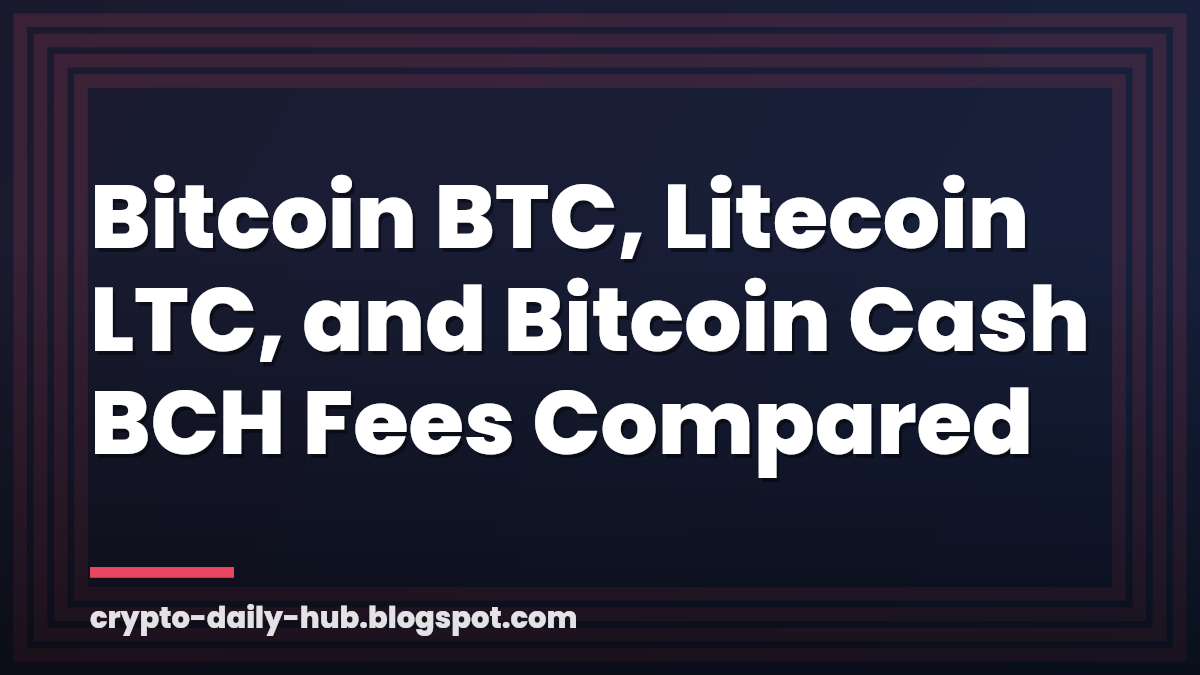 Bitcoin BTC, Litecoin
LTC, and Bitcoin Cash
BCH Fees Compared
crypto-daily-hub.blogspot.com